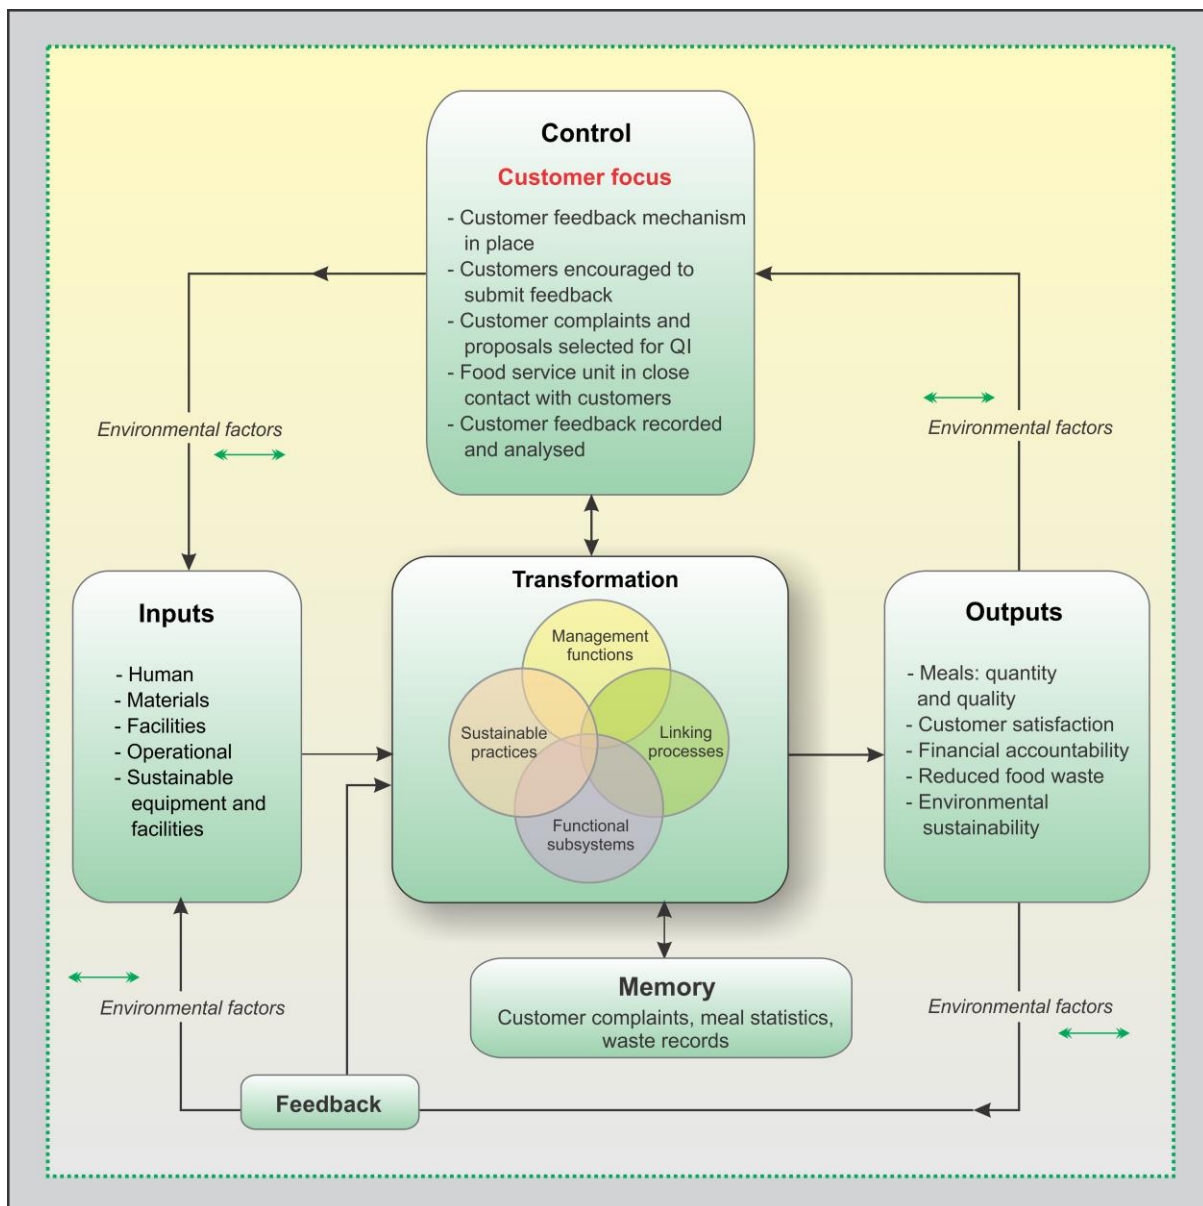 Control
Customer focus
- Customer feedback mechanism
in place
- Customers encouraged to
submit feedback
- Customer complaints and
proposals selected for QI
- Food service unit in close
contact with customers
- Customer feedback recorded
and analysed
Environmental factors
Environmental factors
Inputs
- Human
- Materials
- Facilities
- Operational
- Sustainable
equipment and
facilities
Transformation
Management
functions
Sustainable
practices
Linking
processes
Functional
subsystems
Outputs
- Meals: quantity
and quality
- Customer satisfaction
- Financial accountability
- Reduced food waste
- Environmental
sustainability
Memory
Customer complaints, meal statistics,
waste records
Environmental factors
Environmental factors
Feedback